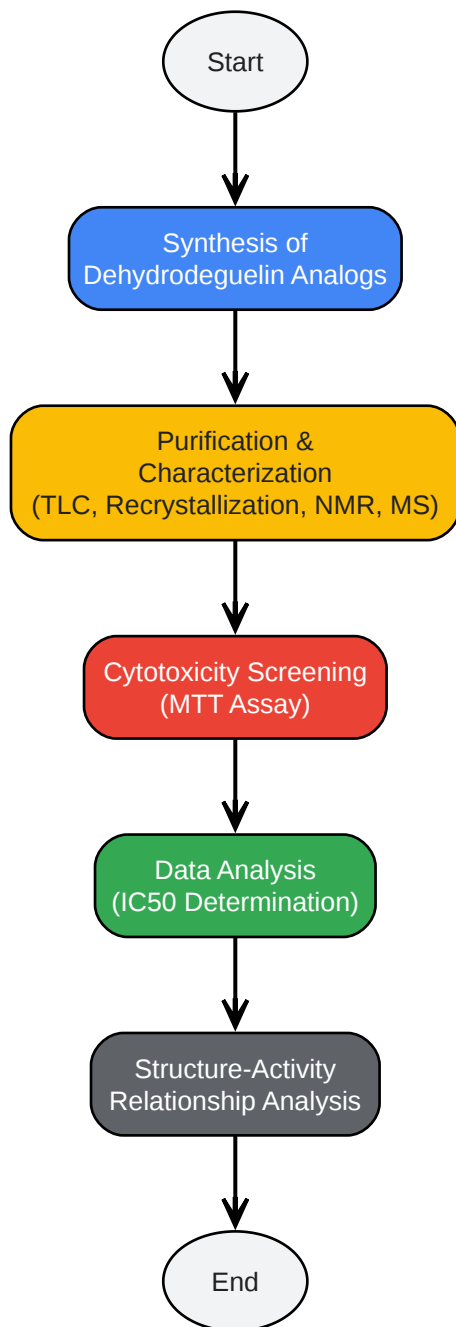 Start
Synthesis of
Dehydrodeguelin Analogs
Purification &
Characterization
(TLC, Recrystallization, NMR, MS)
Cytotoxicity Screening
(MTT Assay)
Data Analysis
(IC50 Determination)
Structure-Activity
Relationship Analysis
End